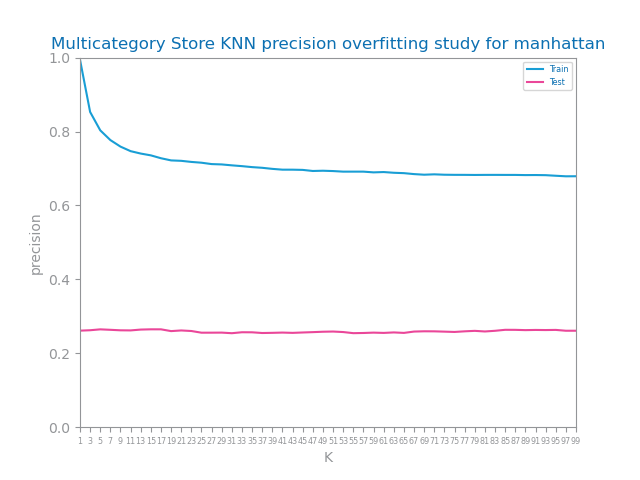 Multicategory Store KNN precision overfitting study for manhattan
Train
Test
precision
1.0
0.8
0.6
0.4
0.2
0.0
1 3 5 7 9 11 13 15 17 19 21 23 25 27 29 31 33 35 37 39 41 43 45 47 49 51 53 55 57 59 61 63 65 67 69 71 73 75 77 79 81 83 85 87 89 91 93 95 97 99
K